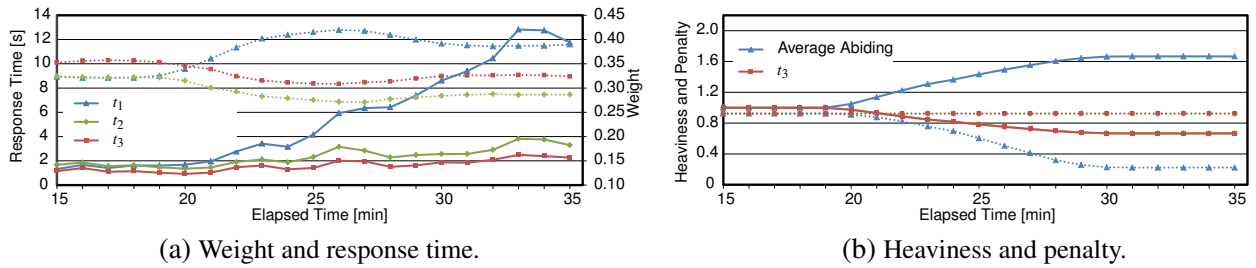 14
12
10
8
6
4
2
0
Response Time [s]
t1
t2
t3
0.45
0.40
0.35
0.30
0.25
0.20
0.15
0.10
Weight
15 20 25 30 35
Elapsed Time [min]
(a) Weight and response time.
2.0
1.6
1.2
0.8
0.4
0
Heaviness and Penalty
Average Abiding
t3
15 20 25 30 35
Elapsed Time [min]
(b) Heaviness and penalty.